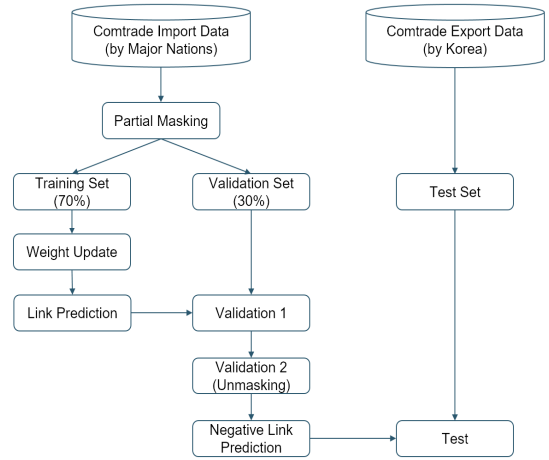 Comtrade Import Data
(by Major Nations)
Comtrade Export Data
(by Korea)
Partial Masking
Training Set
(70%)
Validation Set
(30%)
Test Set
Weight Update
Link Prediction
Validation 1
Validation 2
(Unmasking)
Negative Link
Prediction
Test